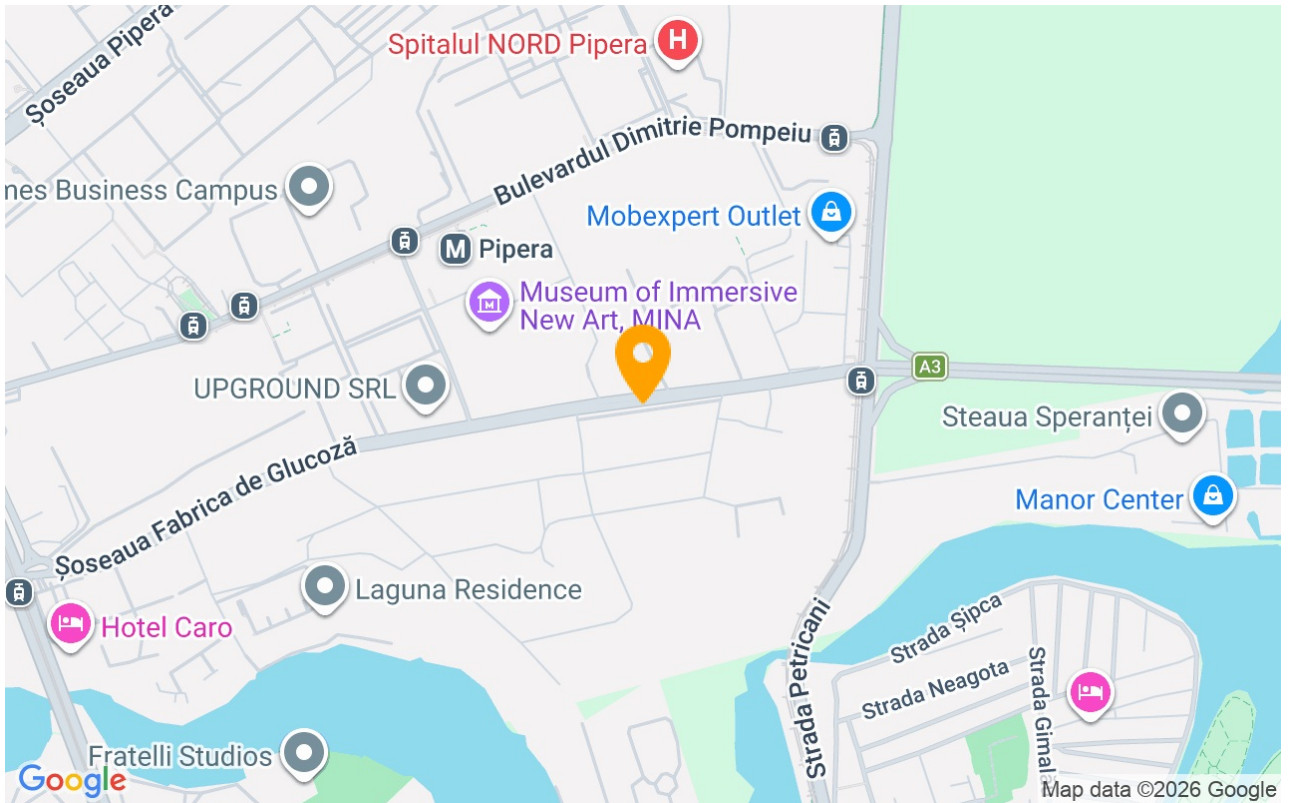 Spitalul NORD Pipera
H
Șoseaua Pipera
Bulevardul Dimitrie Pompeiu
mes Business Campus
Mobexpert Outlet
M Pipera
Museum of Immersive
New Art, MINA
M
A3
UPGROUND SRL
Steaua Speranței
Șoseaua Fabrica de Glucoză
Manor Center
Laguna Residence
Hotel Caro
Strada Petricani
Strada Șipca
Strada Neagota
Strada Gimala
Fratelli Studios
Google
Map data ©2026 Google